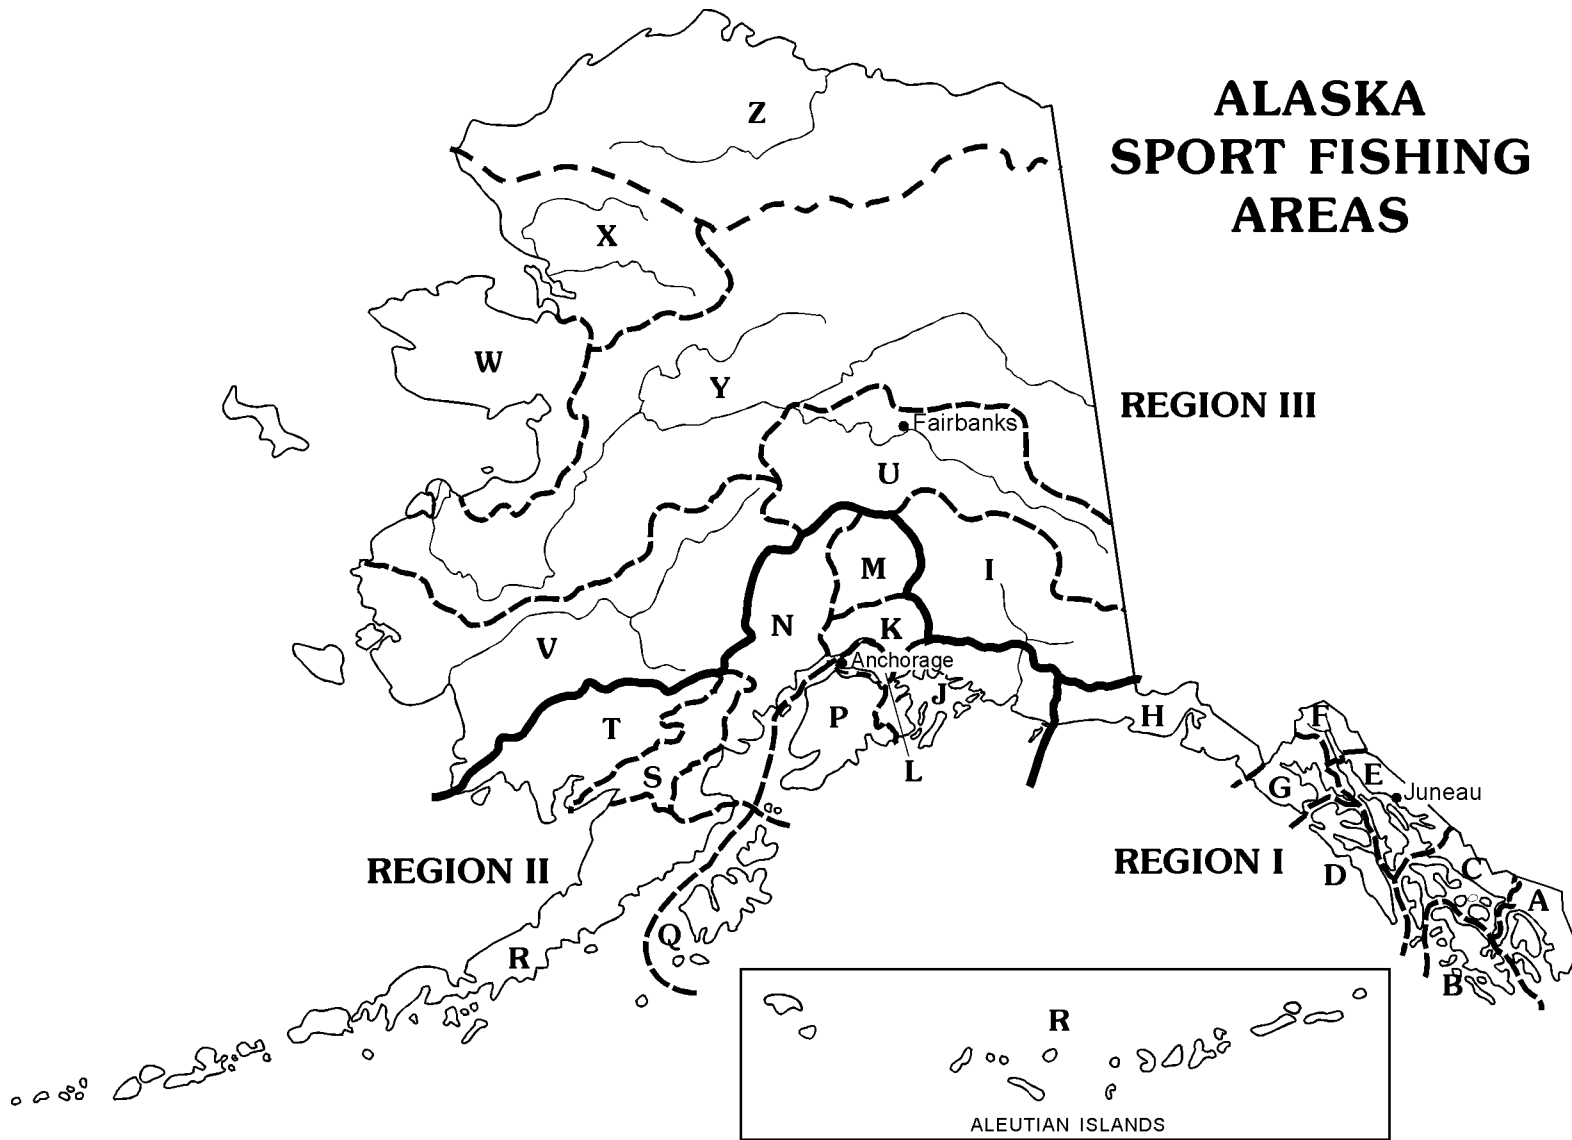 ALASKA
SPORT FISHING
AREAS
Z
X
W
Y
REGION III
Fairbanks
U
M
I
N
K
V
Anchorage
J
T
P
H
F
S
L
G
E
Juneau
REGION II
REGION I
D
C
A
Q
R
B
R
ALEUTIAN ISLANDS